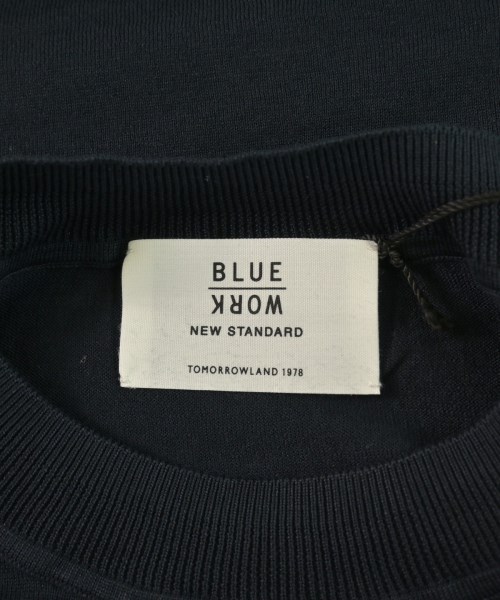 BLUE
WORK
NEW STANDARD
TOMORROWLAND 1978